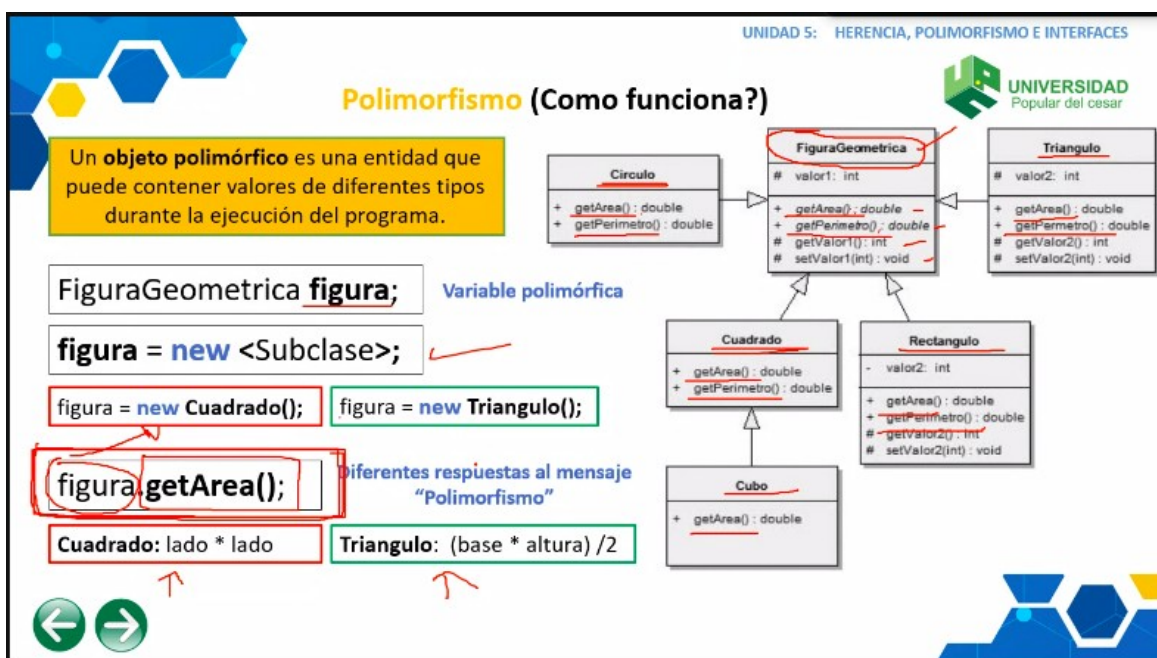 UNIDAD 5: HERENCIA, POLIMORFISMO E INTERFACES
Polimorfismo (Como funciona?)
UNIVERSIDAD
Popular del cesar
Un objeto polimórfico es una entidad que
puede contener valores de diferentes tipos
durante la ejecución del programa.
FiguraGeometrica figura;
Variable polimórfica
figura = new <Subclase>;
figura = new Cuadrado();
figura = new Triangulo();
figura.getArea();
Diferentes respuestas al mensaje
"Polimorfismo"
Cuadrado: lado * lado
Triangulo: (base * altura) /2
Circulo
+ getArea() : double
+ getPerimetro() : double
FiguraGeometrica
# valor1: int
+ getArea() : double
+ getPerimetro() : double
# getValor1() : int
# setValor1(int) : void
Triangulo
# valor2: int
+ getArea() : double
+ getPermetro() : double
# getValor2() : int
# setValor2(int) : void
Cuadrado
+ getArea() : double
+ getPerimetro() : double
Rectangulo
- valor2: int
+ getArea() : double
+ getPerimetro() : double
# getValor2() : int
# setValor2(int) : void
Cubo
+ getArea() : double